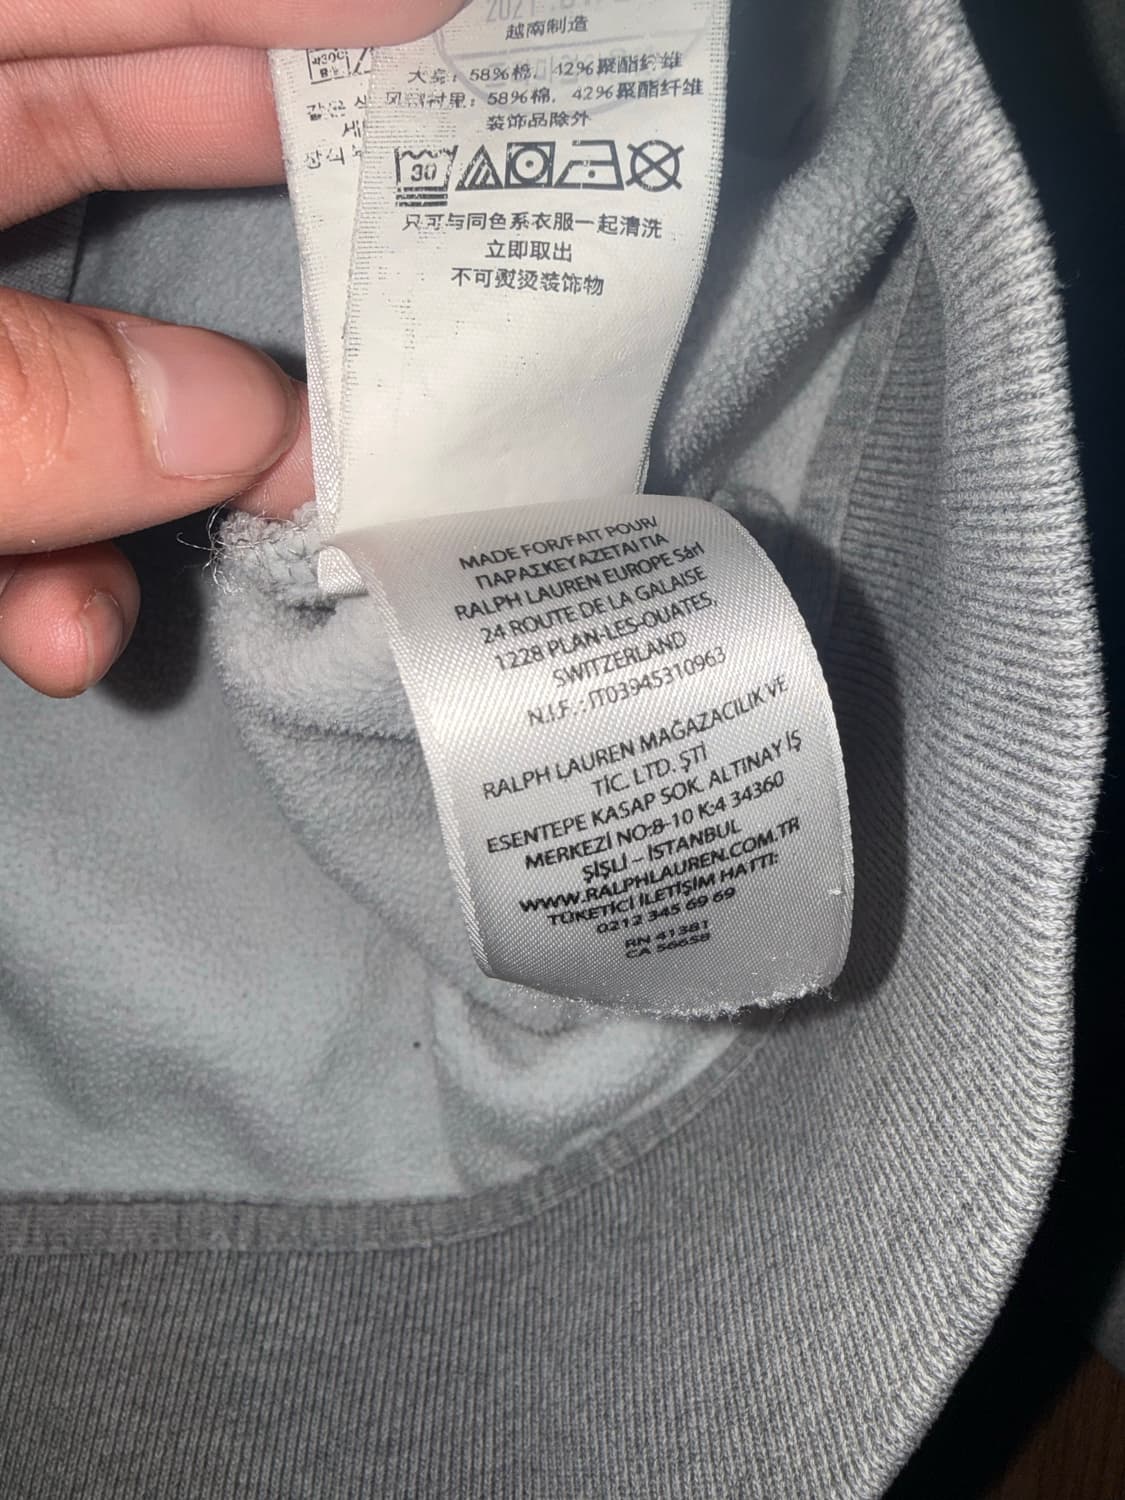 越南制造
大身: 58%棉, 42%聚酯纤维
风帽衬里: 58%棉, 42%聚酯纤维
装饰品除外
30
只可与同色系衣服一起清洗
立即取出
不可熨烫装饰物
MADE FOR/FAIT POUR/
ΠΑΡΑΣΚΕΥΑΖΕΤΑΙ ΓΙΑ
RALPH LAUREN EUROPE Sárl
24 ROUTE DE LA GALAISE
1228 PLAN-LES-OUATES,
SWITZERLAND
N.I.F. : IT03945310963
RALPH LAUREN MAĞAZACILIK VE
TİC. LTD. ŞTİ
ESENTEPE KASAP SOK. ALTINAY İŞ
MERKEZİ NO:8-10 K:4 34360
ŞİŞLİ – İSTANBUL
WWW.RALPHLAUREN.COM.TR
TÜKETİCİ İLETİŞİM HATTI:
0212 345 69 69
RN 41381
CA 56658